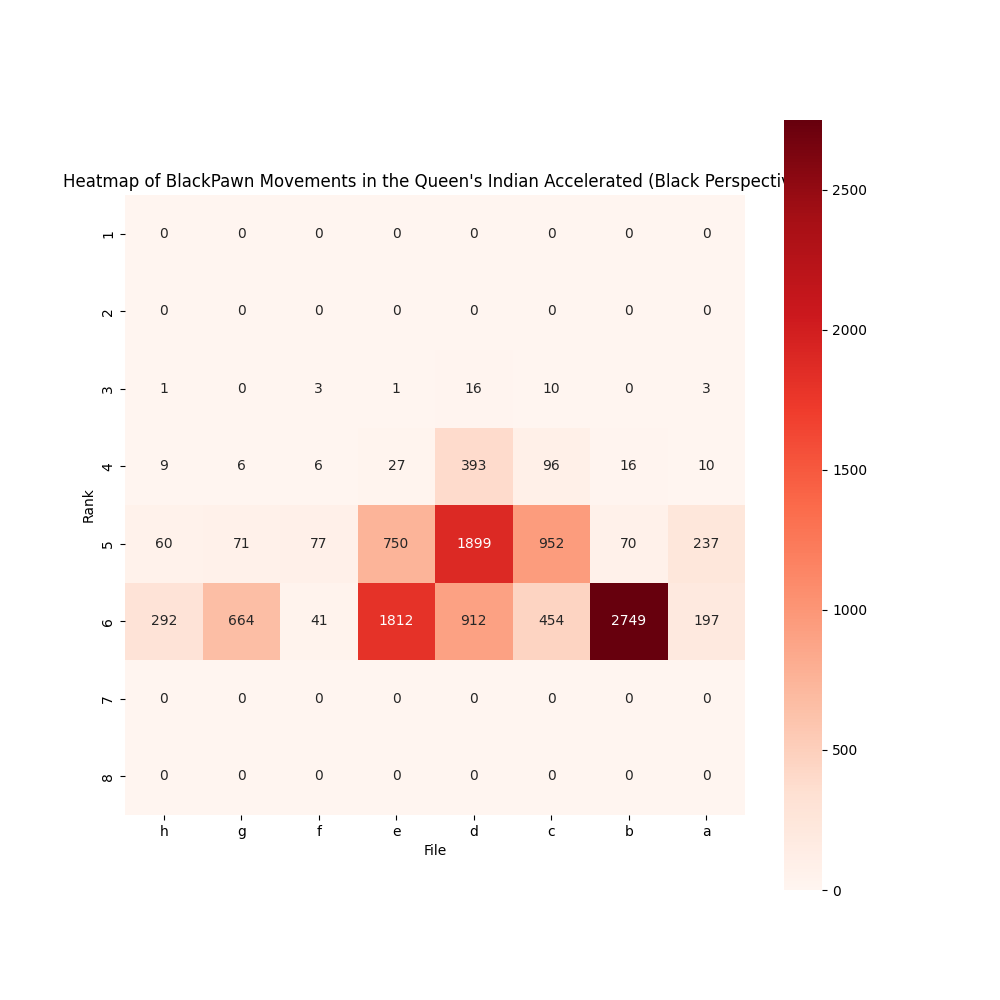 Heatmap of BlackPawn Movements in the Queen's Indian Accelerated (Black Perspectiv
1 0 0 0 0 0 0 0 0
2 0 0 0 0 0 0 0 0
3 1 0 3 1 16 10 0 3
4 9 6 6 27 393 96 16 10
5 60 71 77 750 1899 952 70 237
6 292 664 41 1812 912 454 2749 197
7 0 0 0 0 0 0 0 0
8 0 0 0 0 0 0 0 0
h g f e d c b a
File
Rank
2500
2000
1500
1000
500
0